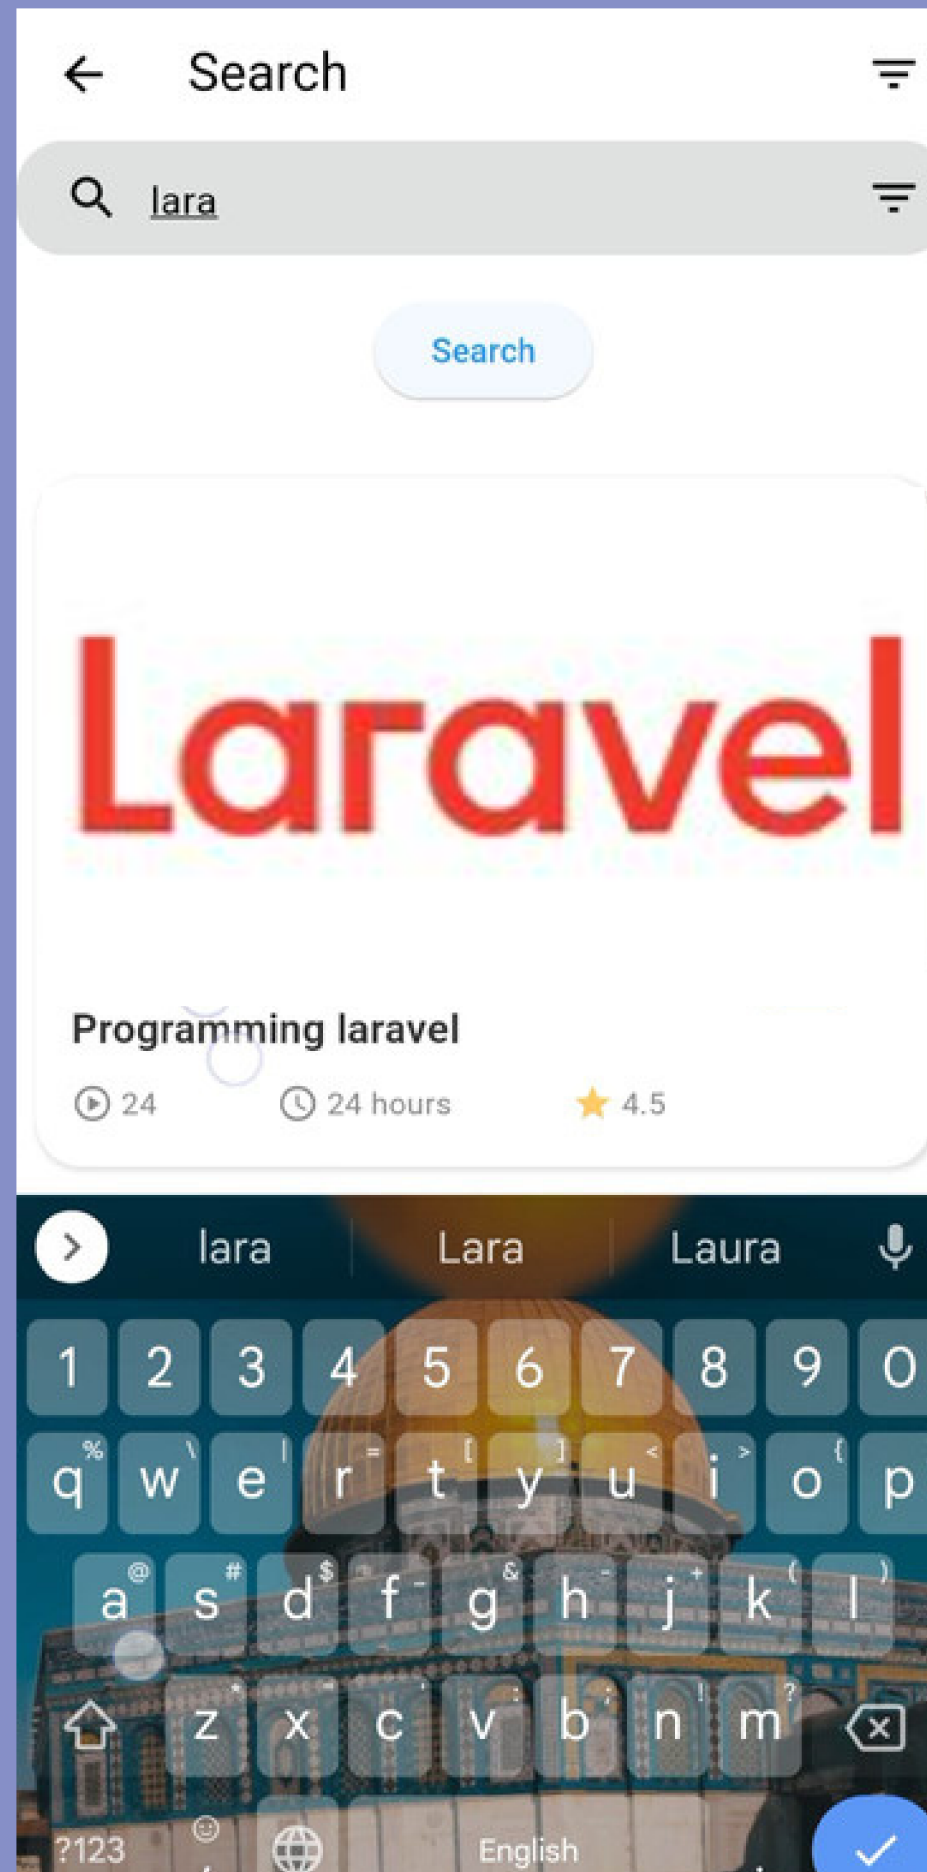 Search
lara
Search
Laravel
Programming laravel
24 24 hours 4.5
lara Lara Laura
1 2 3 4 5 6 7 8 9 0
q% w\ e| r= t[ y] u< i> o{ p
a@ s# d$ f_ g& h- j+ k( l)
z* x" c' v: b; n! m?
?123 English